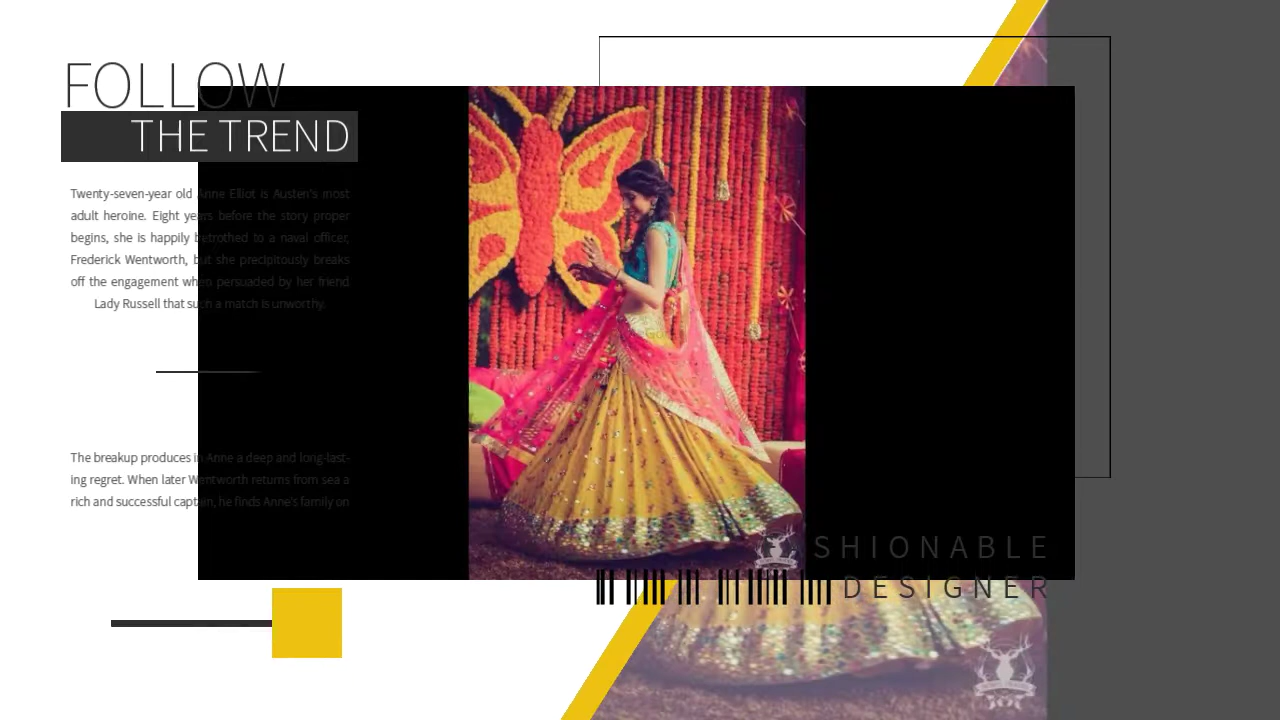 FOLLOW
THE TREND
Twenty-seven-year old Anne Elliot is Austen's most
adult heroine. Eight years before the story proper
begins, she is happily betrothed to a naval officer,
Frederick Wentworth, but she precipitously breaks
off the engagement when persuaded by her friend
Lady Russell that such a match is unworthy.
The breakup produces in Anne a deep and long-last-
ing regret. When later Wentworth returns from sea a
rich and successful captain, he finds Anne's family on
SHIONABLE
DESIGNER